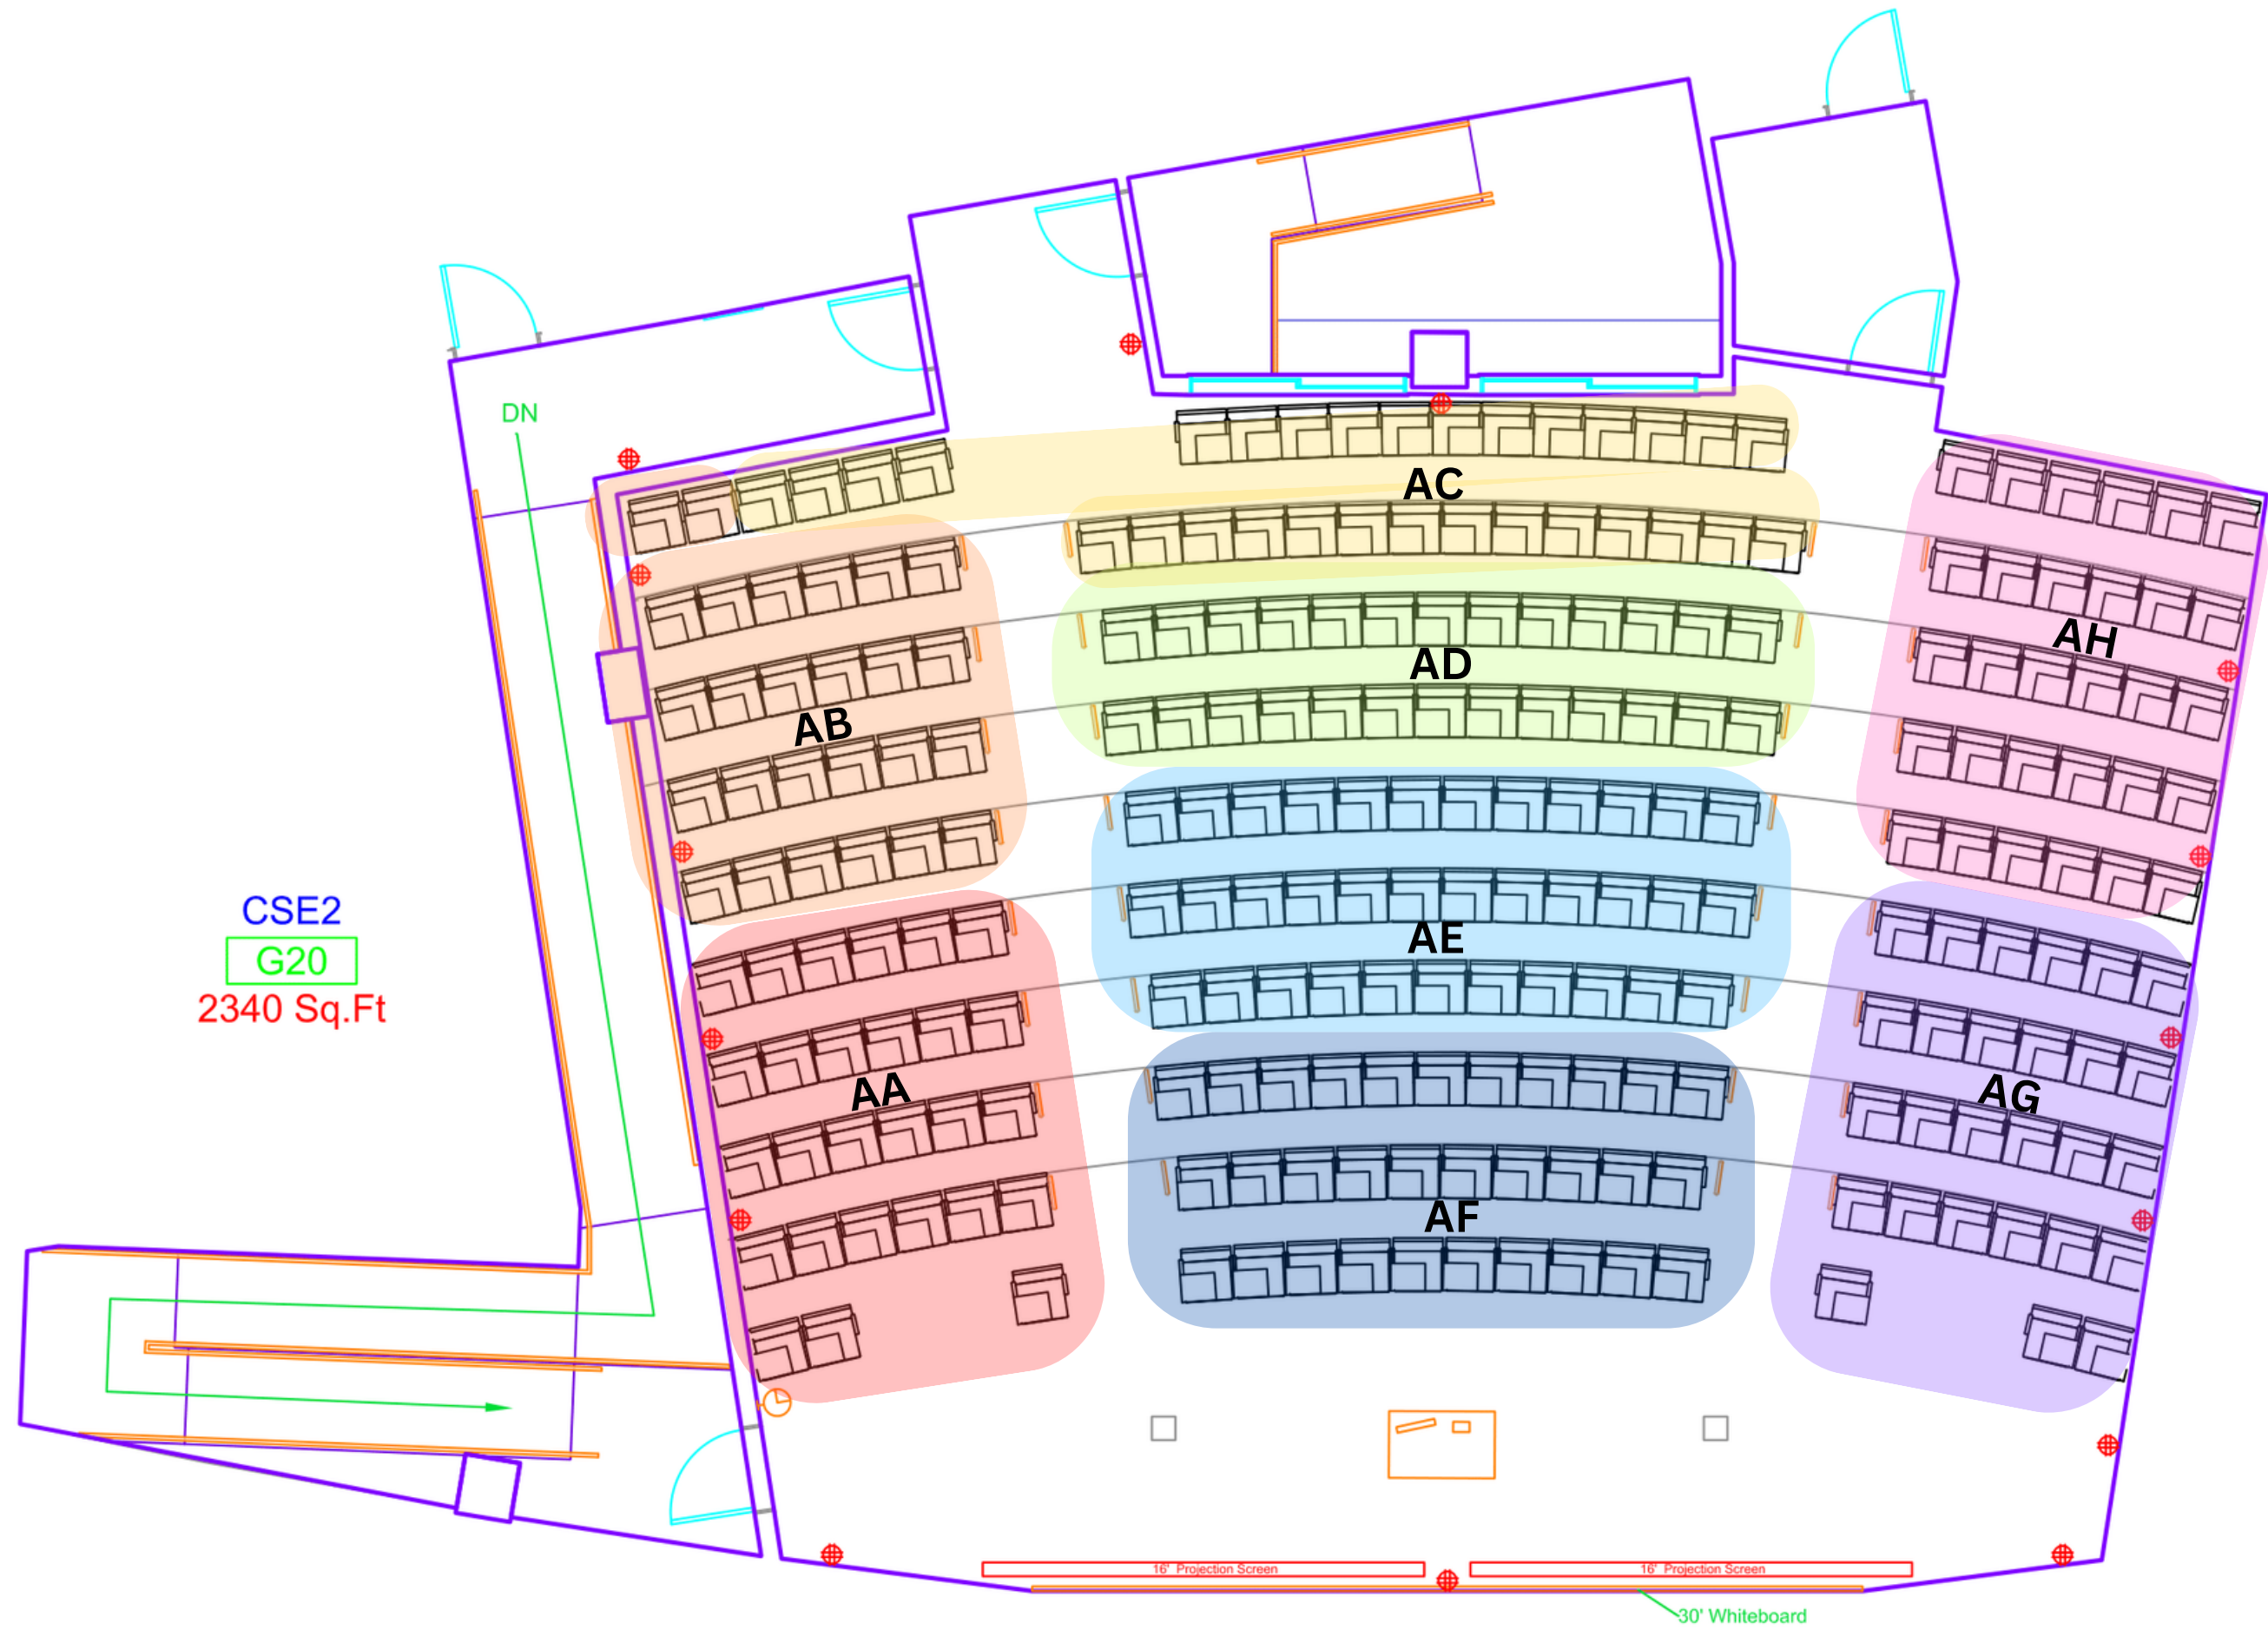 DN
AC
AH
AD
AB
CSE2
G20
2340 Sq.Ft
AE
AA
AG
AF
16' Projection Screen
16' Projection Screen
30' Whiteboard